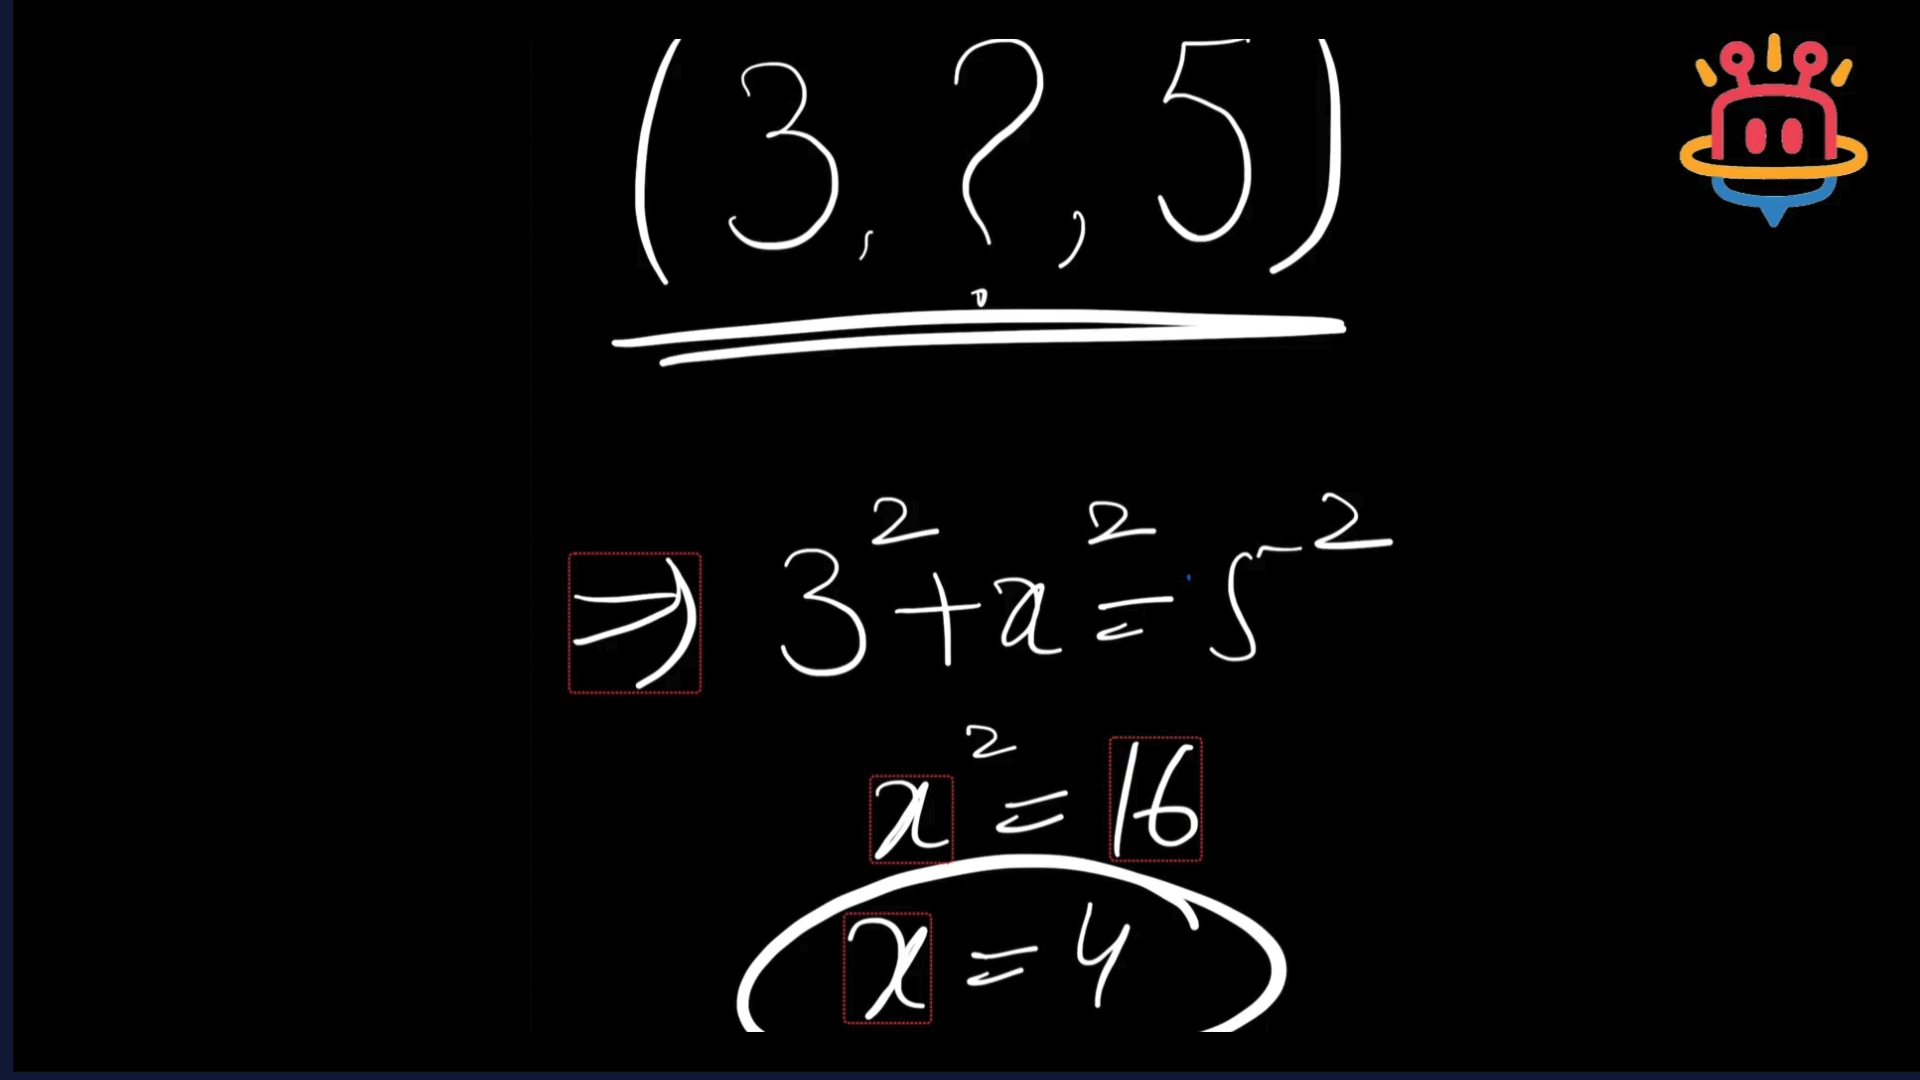 (3, ?, 5)
⇒ 3² + x² = 5²
x² = 16
x = 4